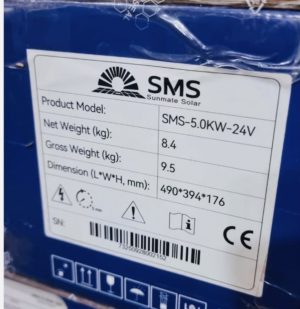 SMS
Sunmate Solar
Product Model: SMS-5.0KW-24V
Net Weight (kg): 8.4
Gross Weight (kg): 9.5
Dimension (L*W*H, mm): 490*394*176
CE
SN: